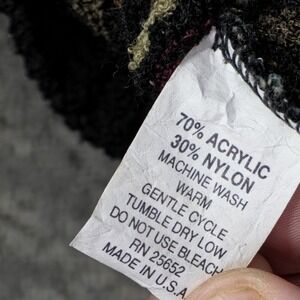 70% ACRYLIC
30% NYLON
MACHINE WASH
WARM
GENTLE CYCLE
TUMBLE DRY LOW
DO NOT USE BLEACH
RN 25652
MADE IN U.S.A